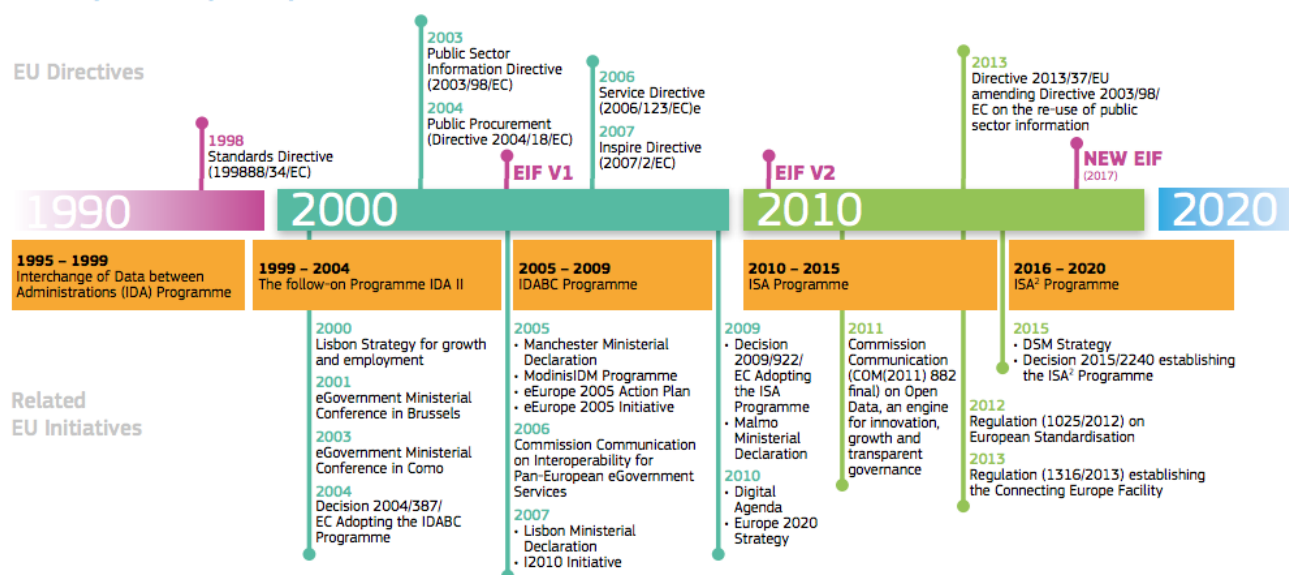 EU Directives
1998
Standards Directive
(199888/34/EC)
2003
Public Sector
Information Directive
(2003/98/EC)
2004
Public Procurement
(Directive 2004/18/EC)
EIF V1
2006
Service Directive
(2006/123/EC)e
2007
Inspire Directive
(2007/2/EC)
EIF V2
2013
Directive 2013/37/EU
amending Directive 2003/98/
EC on the re-use of public
sector information
NEW EIF
(2017)
1990
2000
2010
2020
1995 – 1999
Interchange of Data between
Administrations (IDA) Programme
1999 – 2004
The follow-on Programme IDA II
2005 – 2009
IDABC Programme
2010 – 2015
ISA Programme
2016 – 2020
ISA² Programme
Related
EU Initiatives
2000
Lisbon Strategy for growth
and employment
2001
eGovernment Ministerial
Conference in Brussels
2003
eGovernment Ministerial
Conference in Como
2004
Decision 2004/387/
EC Adopting the IDABC
Programme
2005
• Manchester Ministerial
Declaration
• ModinisIDM Programme
• eEurope 2005 Action Plan
• eEurope 2005 Initiative
2006
Commission Communication
on Interoperability for
Pan-European eGovernment
Services
2007
• Lisbon Ministerial
Declaration
• I2010 Initiative
2009
• Decision
2009/922/
EC Adopting
the ISA
Programme
• Malmo
Ministerial
Declaration
2010
• Digital
Agenda
• Europe 2020
Strategy
2011
Commission
Communication
(COM(2011) 882
final) on Open
Data, an engine
for innovation,
growth and
transparent
governance
2015
• DSM Strategy
• Decision 2015/2240 establishing
the ISA² Programme
2012
Regulation (1025/2012) on
European Standardisation
2013
Regulation (1316/2013) establishing
the Connecting Europe Facility